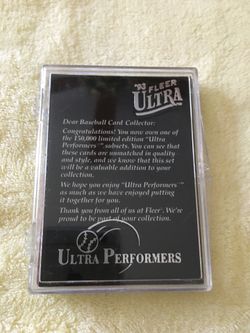 '93 FLEER
ULTRA
Dear Baseball Card Collector:
Congratulations! You now own one of
the 150,000 limited edition "Ultra
Performers™" subsets. You can see that
these cards are unmatched in quality
and style, and we know that this set
will be a valuable addition to your
collection.
We hope you enjoy "Ultra Performers™"
as much as we have enjoyed putting
it together for you.
Thank you from all of us at Fleer. We're
proud to be part of your collection.
ULTRA PERFORMERS